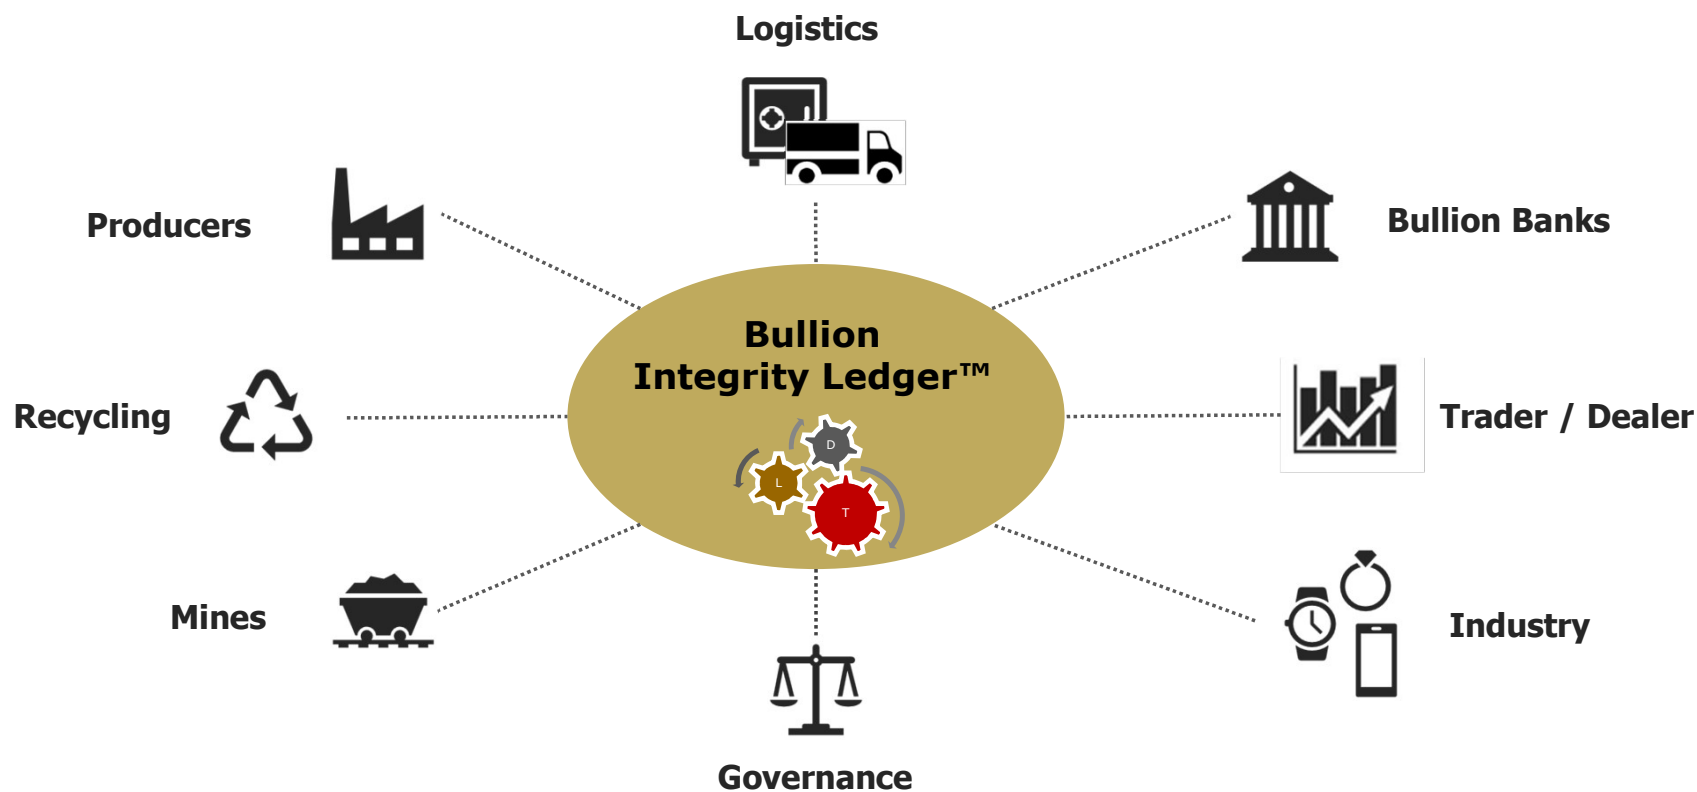 Logistics
Producers
Bullion Banks
Bullion
Integrity Ledger™
Recycling
Trader / Dealer
D
L
T
Mines
Industry
Governance